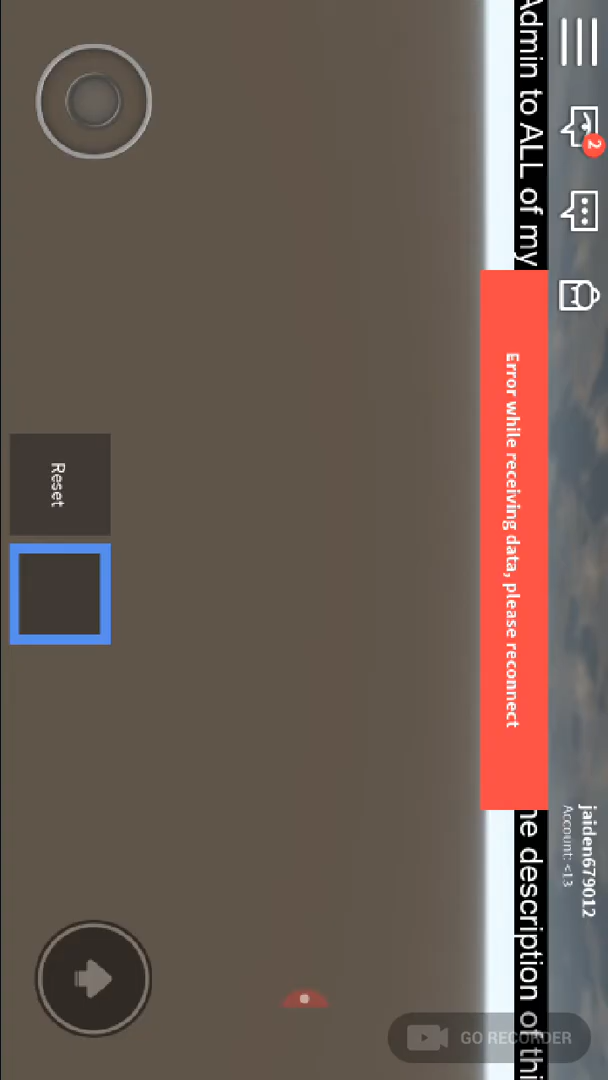 2
jaiden679012
Account: <13
Admin to ALL of my
he description of thi
Error while receiving data, please reconnect
Reset
GO RECORDER